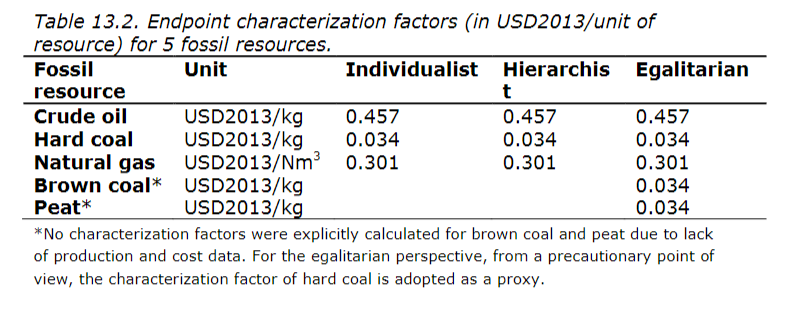 Table 13.2. Endpoint characterization factors (in USD2013/unit of
resource) for 5 fossil resources.
Fossil resource Unit Individualist Hierarchist Egalitarian
Crude oil USD2013/kg 0.457 0.457 0.457
Hard coal USD2013/kg 0.034 0.034 0.034
Natural gas USD2013/Nm³ 0.301 0.301 0.301
Brown coal* USD2013/kg 0.034
Peat* USD2013/kg 0.034
*No characterization factors were explicitly calculated for brown coal and peat due to lack
of production and cost data. For the egalitarian perspective, from a precautionary point of
view, the characterization factor of hard coal is adopted as a proxy.